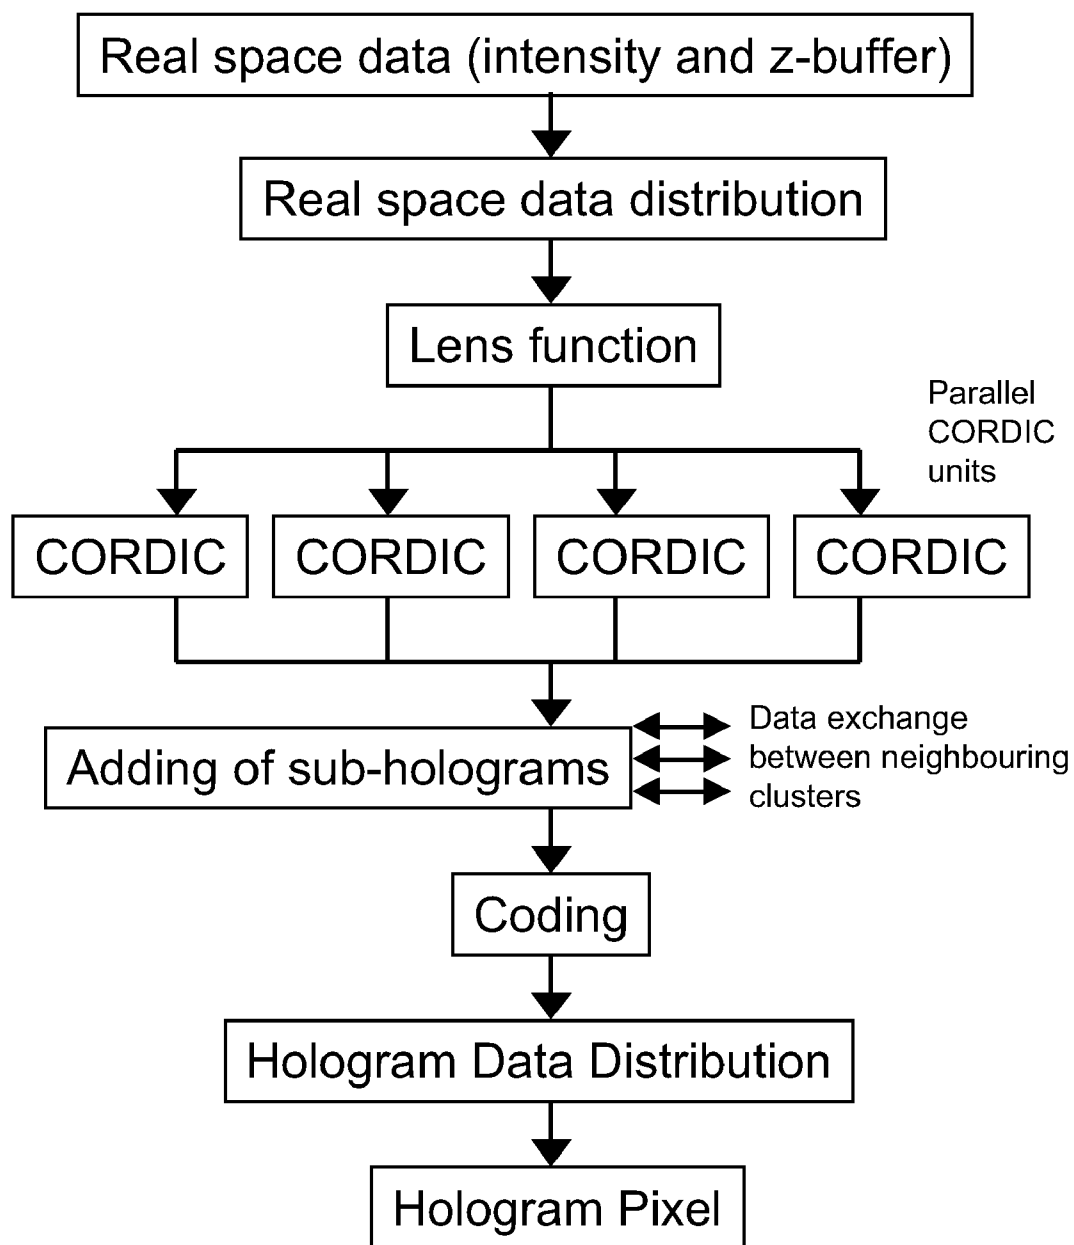 Real space data (intensity and z-buffer)
Real space data distribution
Lens function
Parallel
CORDIC
units
CORDIC
CORDIC
CORDIC
CORDIC
Adding of sub-holograms
Data exchange
between neighbouring
clusters
Coding
Hologram Data Distribution
Hologram Pixel